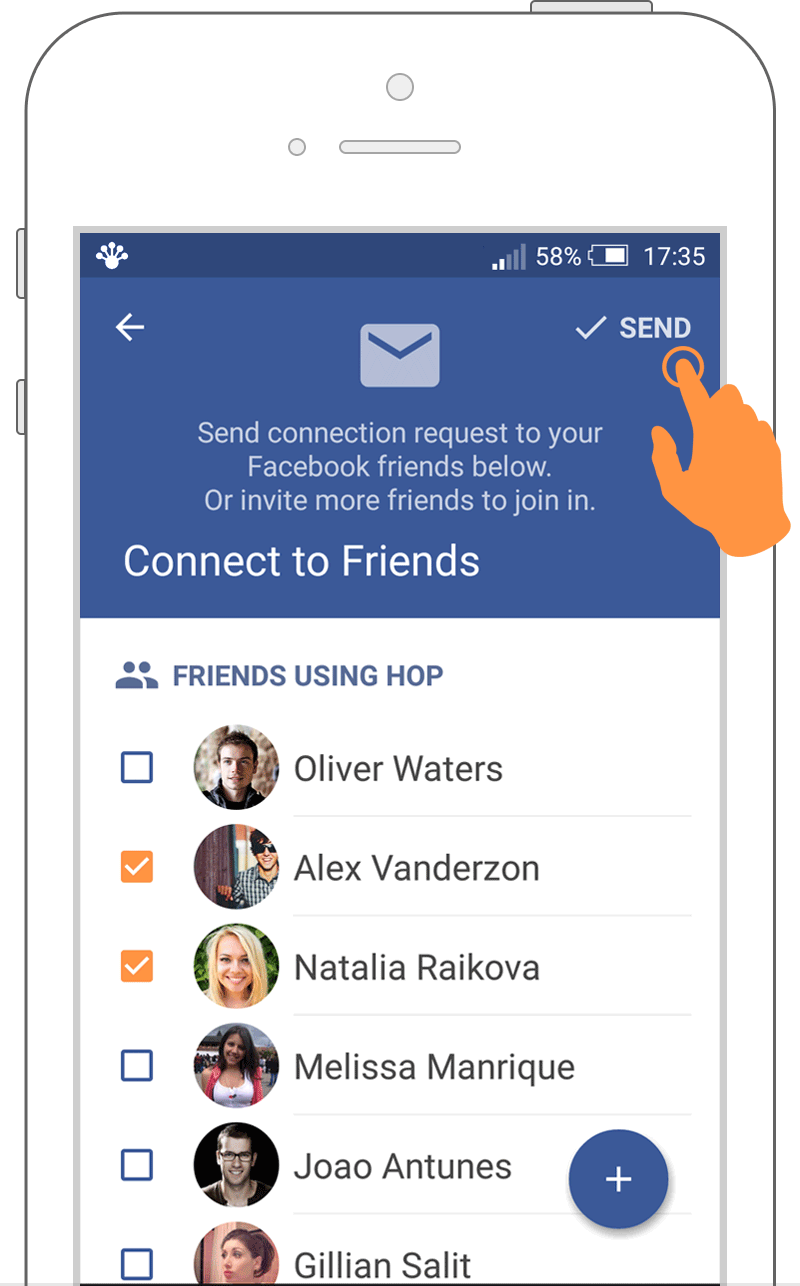 58% 17:35
SEND
Send connection request to your
Facebook friends below.
Or invite more friends to join in.
Connect to Friends
FRIENDS USING HOP
Oliver Waters
Alex Vanderzon
Natalia Raikova
Melissa Manrique
Joao Antunes
Gillian Salit